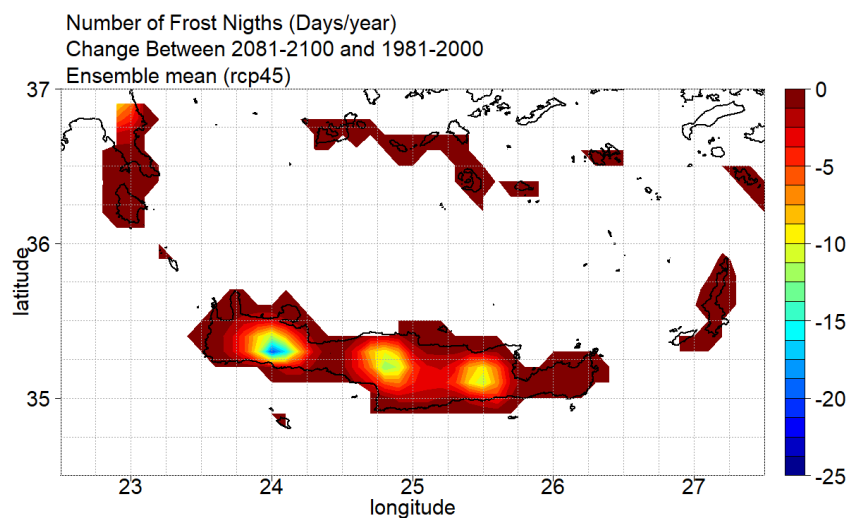 Number of Frost Nigths (Days/year)
Change Between 2081-2100 and 1981-2000
Ensemble mean (rcp45)
37
36
35
latitude
23
24
25
26
27
longitude
0
-5
-10
-15
-20
-25